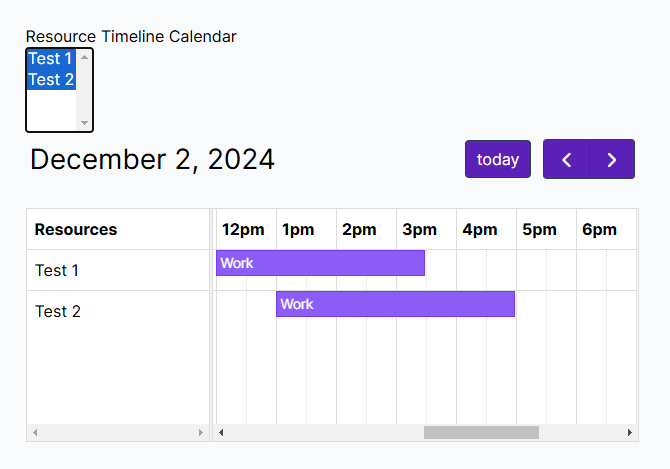 Resource Timeline Calendar
Test 1
Test 2
December 2, 2024
today
Resources 12pm 1pm 2pm 3pm 4pm 5pm 6pm
Test 1 Work
Test 2 Work